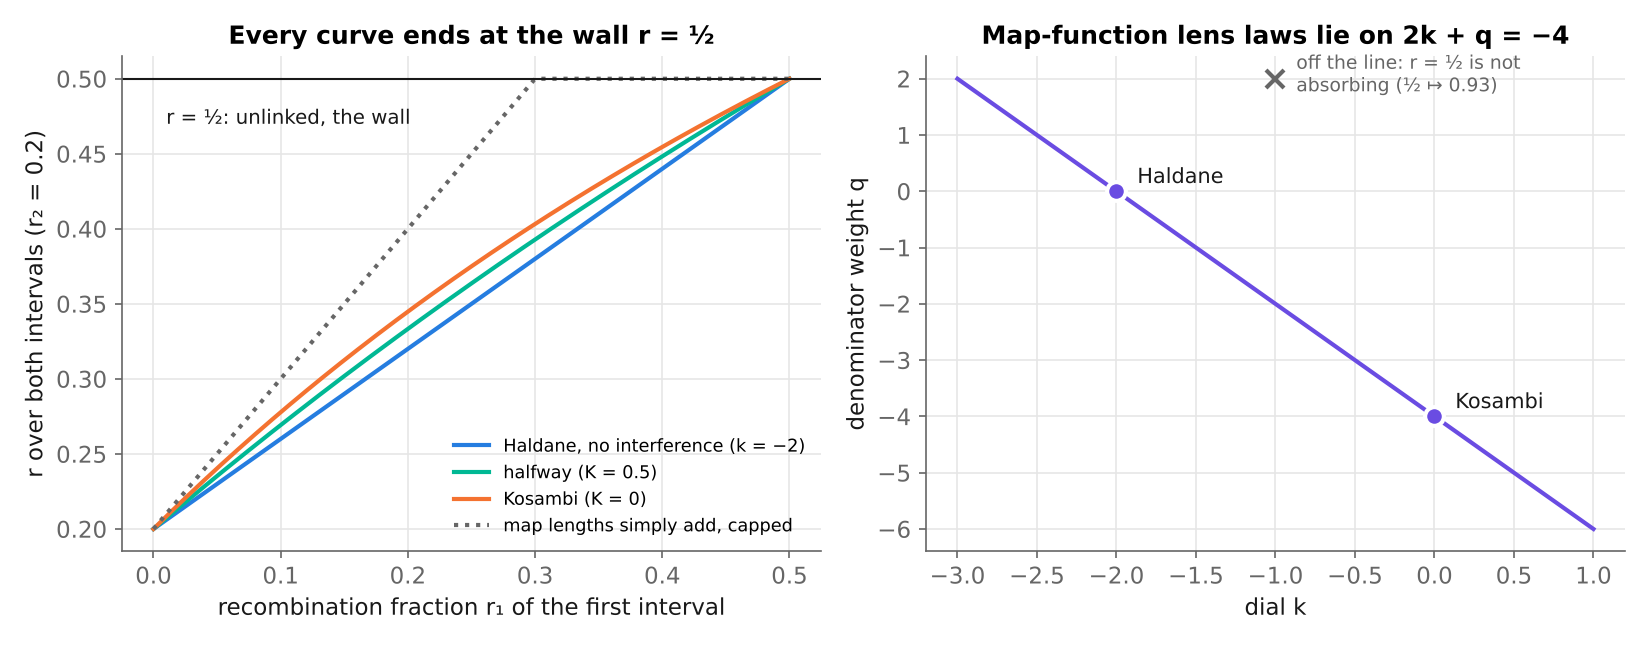 Every curve ends at the wall r = ½
r over both intervals (r₂ = 0.2)
0.50
0.45
0.40
0.35
0.30
0.25
0.20
r = ½: unlinked, the wall
Haldane, no interference (k = −2)
halfway (K = 0.5)
Kosambi (K = 0)
map lengths simply add, capped
0.0
0.1
0.2
0.3
0.4
0.5
recombination fraction r₁ of the first interval
Map-function lens laws lie on 2k + q = −4
denominator weight q
2
1
0
−1
−2
−3
−4
−5
−6
off the line: r = ½ is not
absorbing (½ ↦ 0.93)
Haldane
Kosambi
−3.0
−2.5
−2.0
−1.5
−1.0
−0.5
0.0
0.5
1.0
dial k